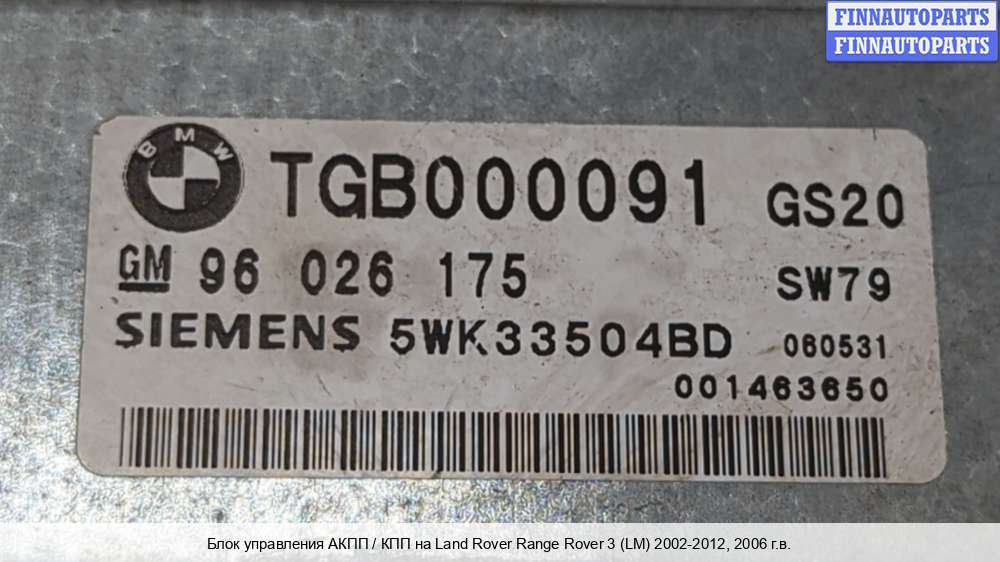 FINNAUTOPARTS
FINNAUTOPARTS
BMW
TGB000091 GS20
GM 96 026 175 SW79
SIEMENS 5WK33504BD 060531
001463650
Блок управления АКПП / КПП на Land Rover Range Rover 3 (LM) 2002-2012, 2006 г.в.